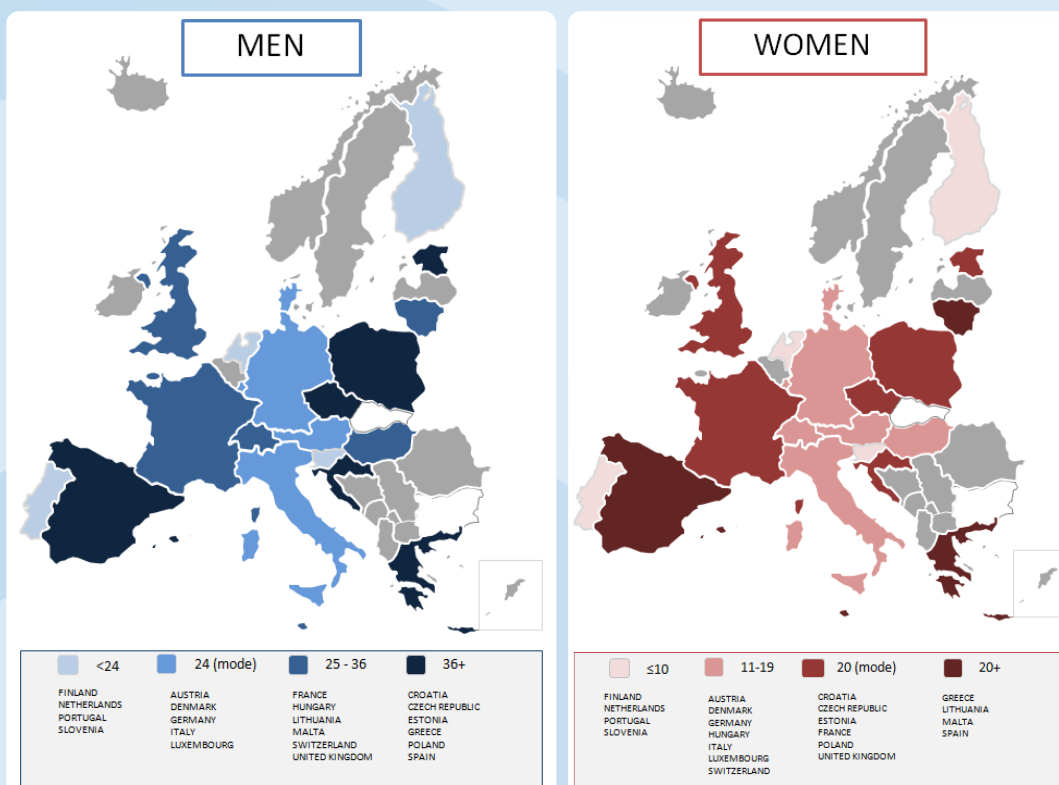 MEN
<24
24 (mode)
25 - 36
36+
FINLAND
NETHERLANDS
PORTUGAL
SLOVENIA
AUSTRIA
DENMARK
GERMANY
ITALY
LUXEMBOURG
FRANCE
HUNGARY
LITHUANIA
MALTA
SWITZERLAND
UNITED KINGDOM
CROATIA
CZECH REPUBLIC
ESTONIA
GREECE
POLAND
SPAIN
WOMEN
≤10
11-19
20 (mode)
20+
FINLAND
NETHERLANDS
PORTUGAL
SLOVENIA
AUSTRIA
DENMARK
GERMANY
HUNGARY
ITALY
LUXEMBOURG
SWITZERLAND
CROATIA
CZECH REPUBLIC
ESTONIA
FRANCE
POLAND
UNITED KINGDOM
GREECE
LITHUANIA
MALTA
SPAIN